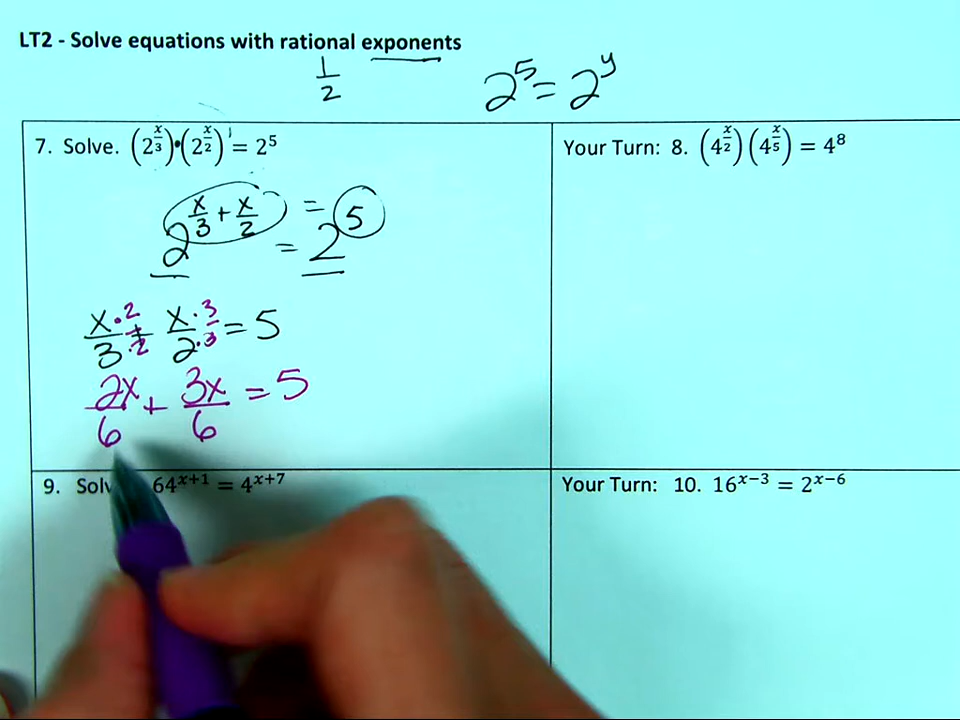 LT2 - Solve equations with rational exponents
1/2 2^5 = 2^y
7. Solve. (2^(x/3))•(2^(x/2))^1 = 2^5
Your Turn: 8. (4^(x/2))(4^(x/5)) = 4^8
=
2^(x/3 + x/2) = 2^5
x/3 ·2/·2 + x/2 ·3/·3 = 5
2x/6 + 3x/6 = 5
9. Solv 64^(x+1) = 4^(x+7)
Your Turn: 10. 16^(x−3) = 2^(x−6)